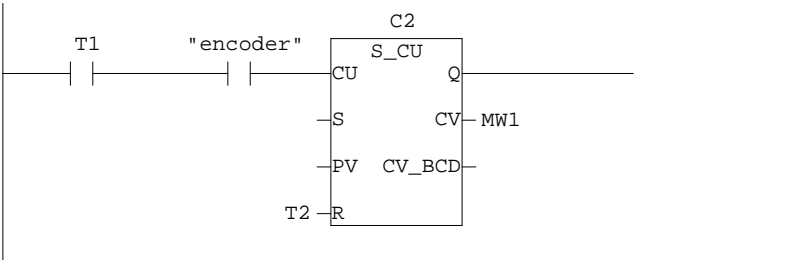 C2
T1 "encoder" S_CU
CU Q
S CV MW1
PV CV_BCD
T2 R